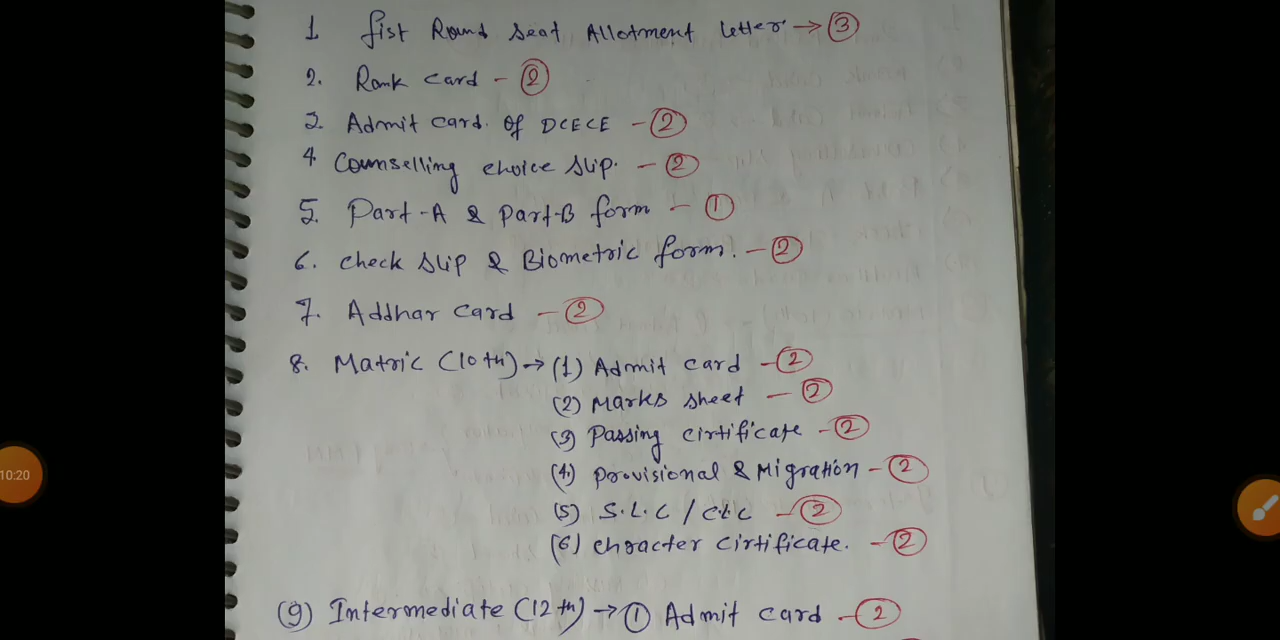 1 fist Round Seat Allotment letter → ③
2. Rank card - ②
3. Admit card. Of DCECE - ②
4 Counselling choice slip. - ②
5. Part-A & Part-B form - ①
6. check slip & Biometric form. - ②
7. Addhar card - ②
8. Matric (10th) → (1) Admit card - ②
(2) Marks sheet - ②
(3) Passing cirtificate - ②
(4) Provisional & Migration - ②
(5) S.L.C / C.L.C - ②
(6) chracter cirtificate. - ②
(9) Intermediate (12th) → ① Admit card - ②
10:20